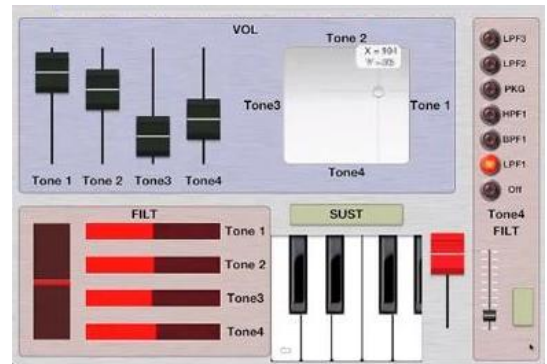 VOL
Tone 2
X = 904
Tone3
Tone 1
Tone4
Tone 1
Tone 2
Tone3
Tone4
LPF3
LPF2
PKG
HPF1
BPF1
LPF1
Off
Tone4
FILT
FILT
Tone 1
Tone 2
Tone3
Tone4
SUST